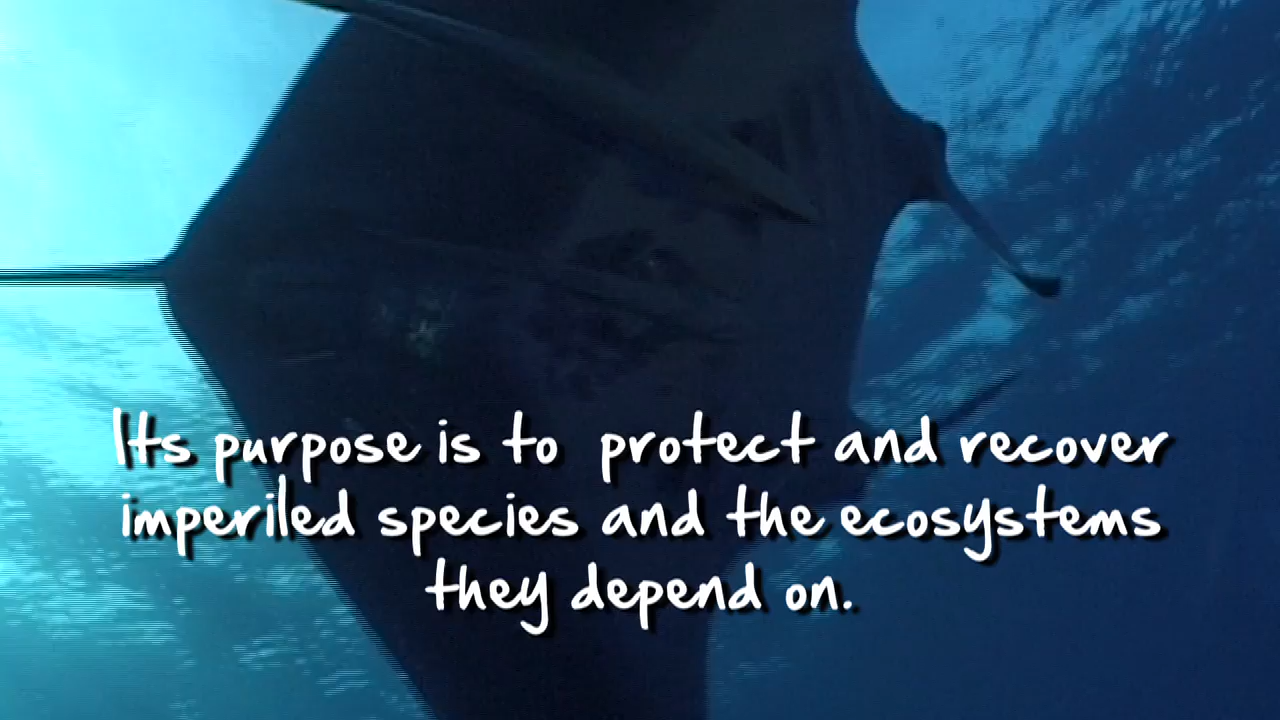 Its purpose is to protect and recover
imperiled species and the ecosystems
they depend on.